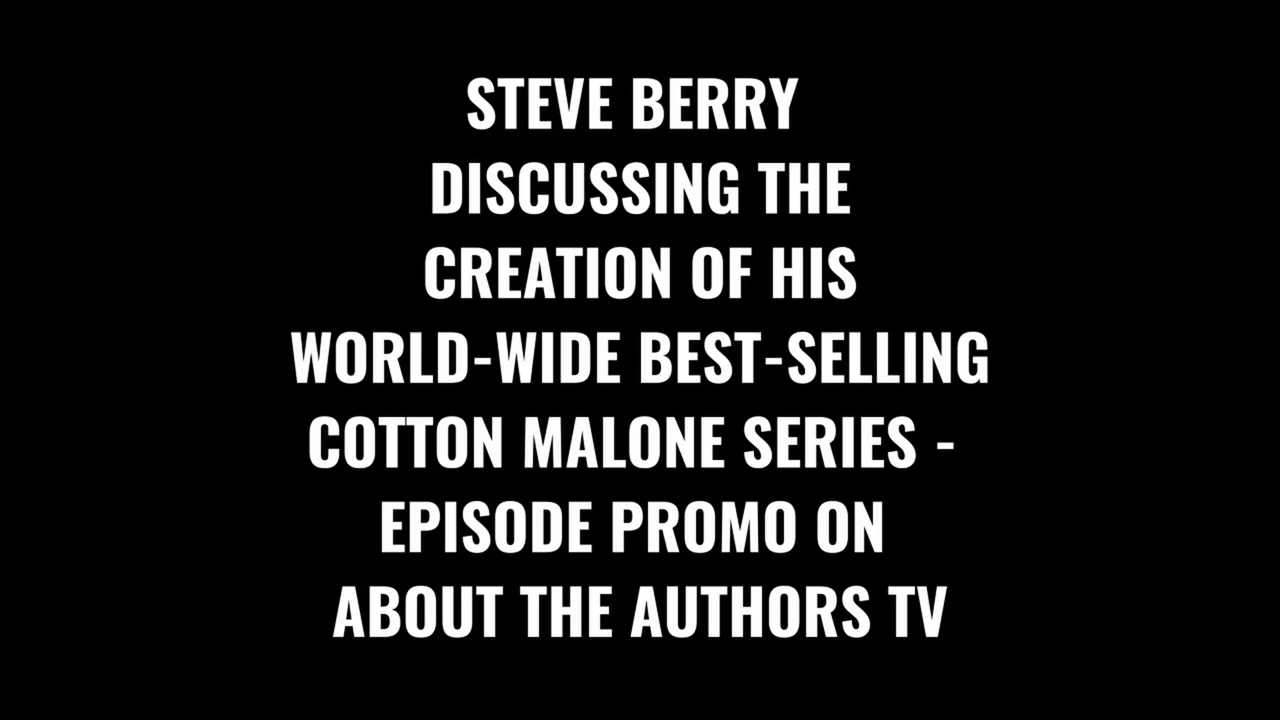 STEVE BERRY
DISCUSSING THE
CREATION OF HIS
WORLD-WIDE BEST-SELLING
COTTON MALONE SERIES -
EPISODE PROMO ON
ABOUT THE AUTHORS TV